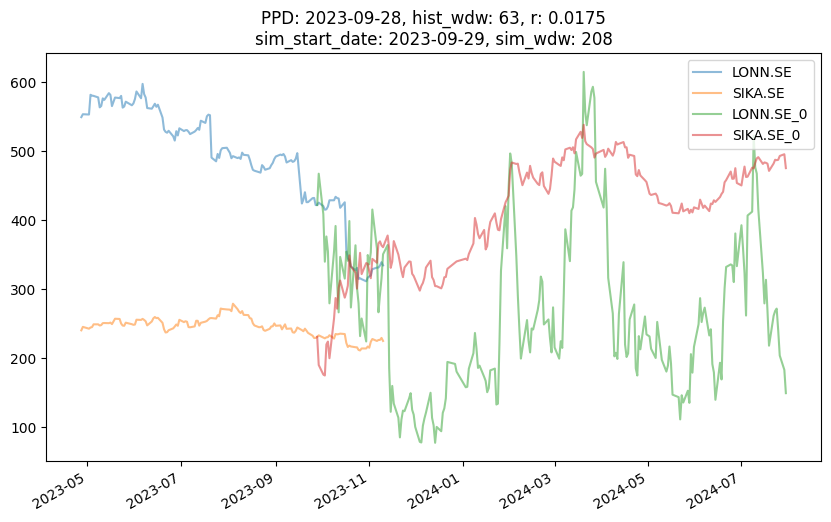 PPD: 2023-09-28, hist_wdw: 63, r: 0.0175
sim_start_date: 2023-09-29, sim_wdw: 208
LONN.SE
SIKA.SE
LONN.SE_0
SIKA.SE_0
600
500
400
300
200
100
2023-05
2023-07
2023-09
2023-11
2024-01
2024-03
2024-05
2024-07